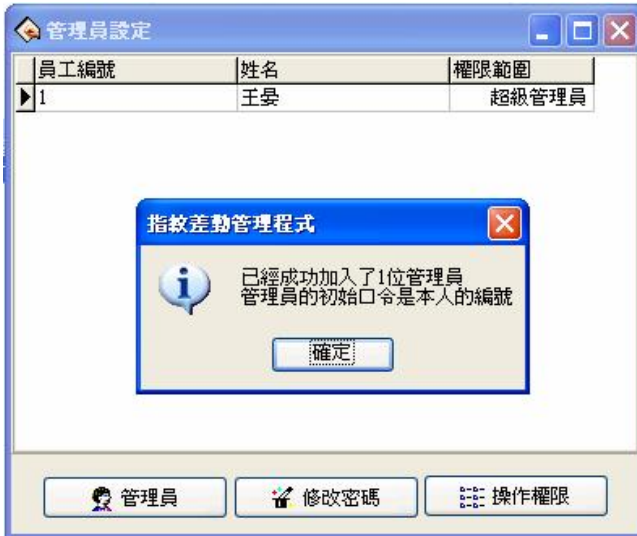 管理員設定
員工編號 姓名 權限範圍
1 王晏 超級管理員
指紋差勤管理程式
已經成功加入了1位管理員
管理員的初始口令是本人的編號
確定
管理員 修改密碼 操作權限